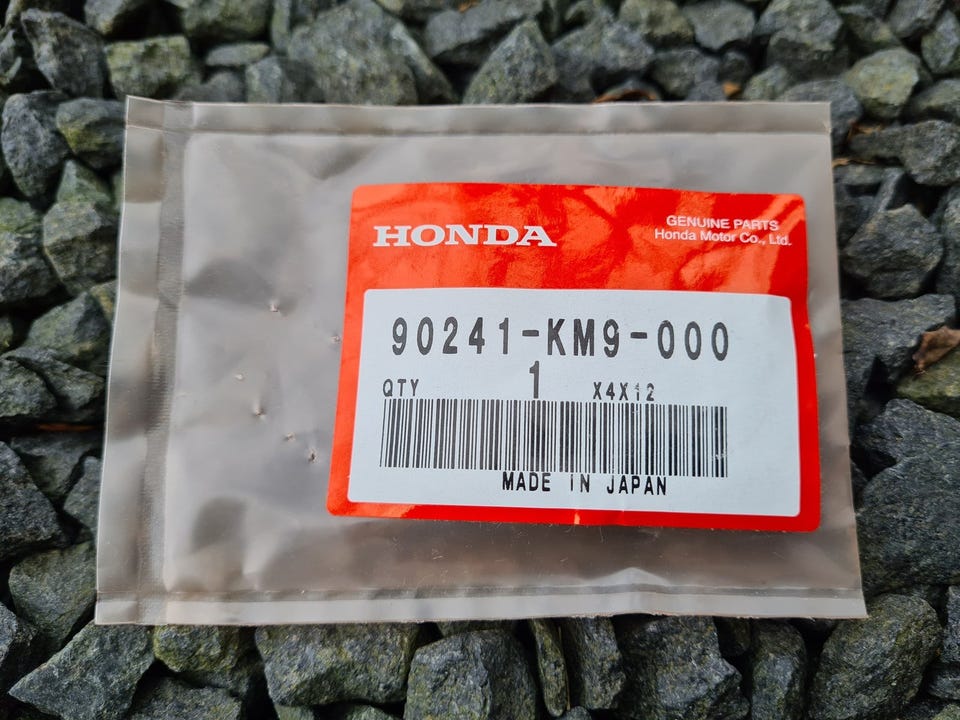 HONDA
GENUINE PARTS
Honda Motor Co., Ltd.
90241-KM9-000
QTY 1 X4X12
MADE IN JAPAN